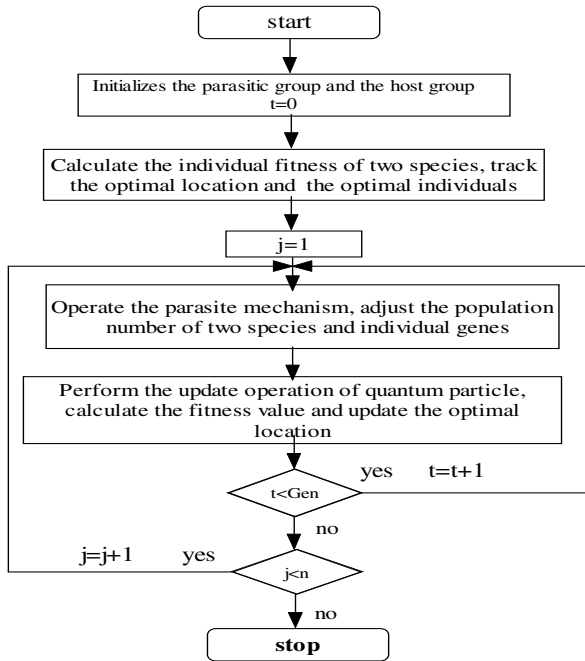 start
Initializes the parasitic group and the host group
t=0
Calculate the individual fitness of two species, track
the optimal location and the optimal individuals
j=1
Operate the parasite mechanism, adjust the population
number of two species and individual genes
Perform the update operation of quantum particle,
calculate the fitness value and update the optimal
location
t<Gen
yes t=t+1
no
j=j+1 yes
j<n
no
stop